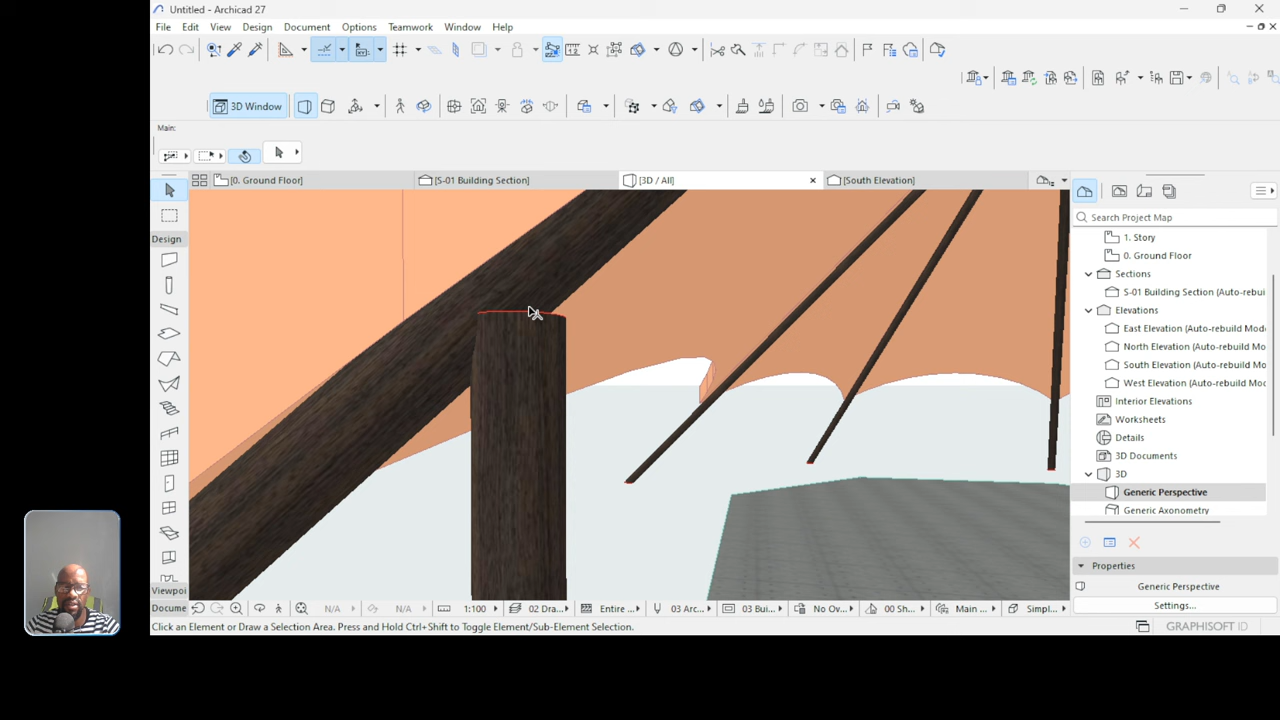 Untitled - Archicad 27
File Edit View Design Document Options Teamwork Window Help
3D Window
Main:
[0. Ground Floor] [S-01 Building Section] [3D / All] [South Elevation]
Design
Viewpoi
Docume
Search Project Map
1. Story
0. Ground Floor
Sections
S-01 Building Section (Auto-rebui
Elevations
East Elevation (Auto-rebuild Mode
North Elevation (Auto-rebuild Mo
South Elevation (Auto-rebuild Mo
West Elevation (Auto-rebuild Moc
Interior Elevations
Worksheets
Details
3D Documents
3D
Generic Perspective
Generic Axonometry
Properties
Generic Perspective
Settings...
N/A N/A 1:100 02 Dra... Entire ... 03 Arc... 03 Bui... No Ov... 00 Sh... Main ... Simpl...
Click an Element or Draw a Selection Area. Press and Hold Ctrl+Shift to Toggle Element/Sub-Element Selection.
GRAPHISOFT ID